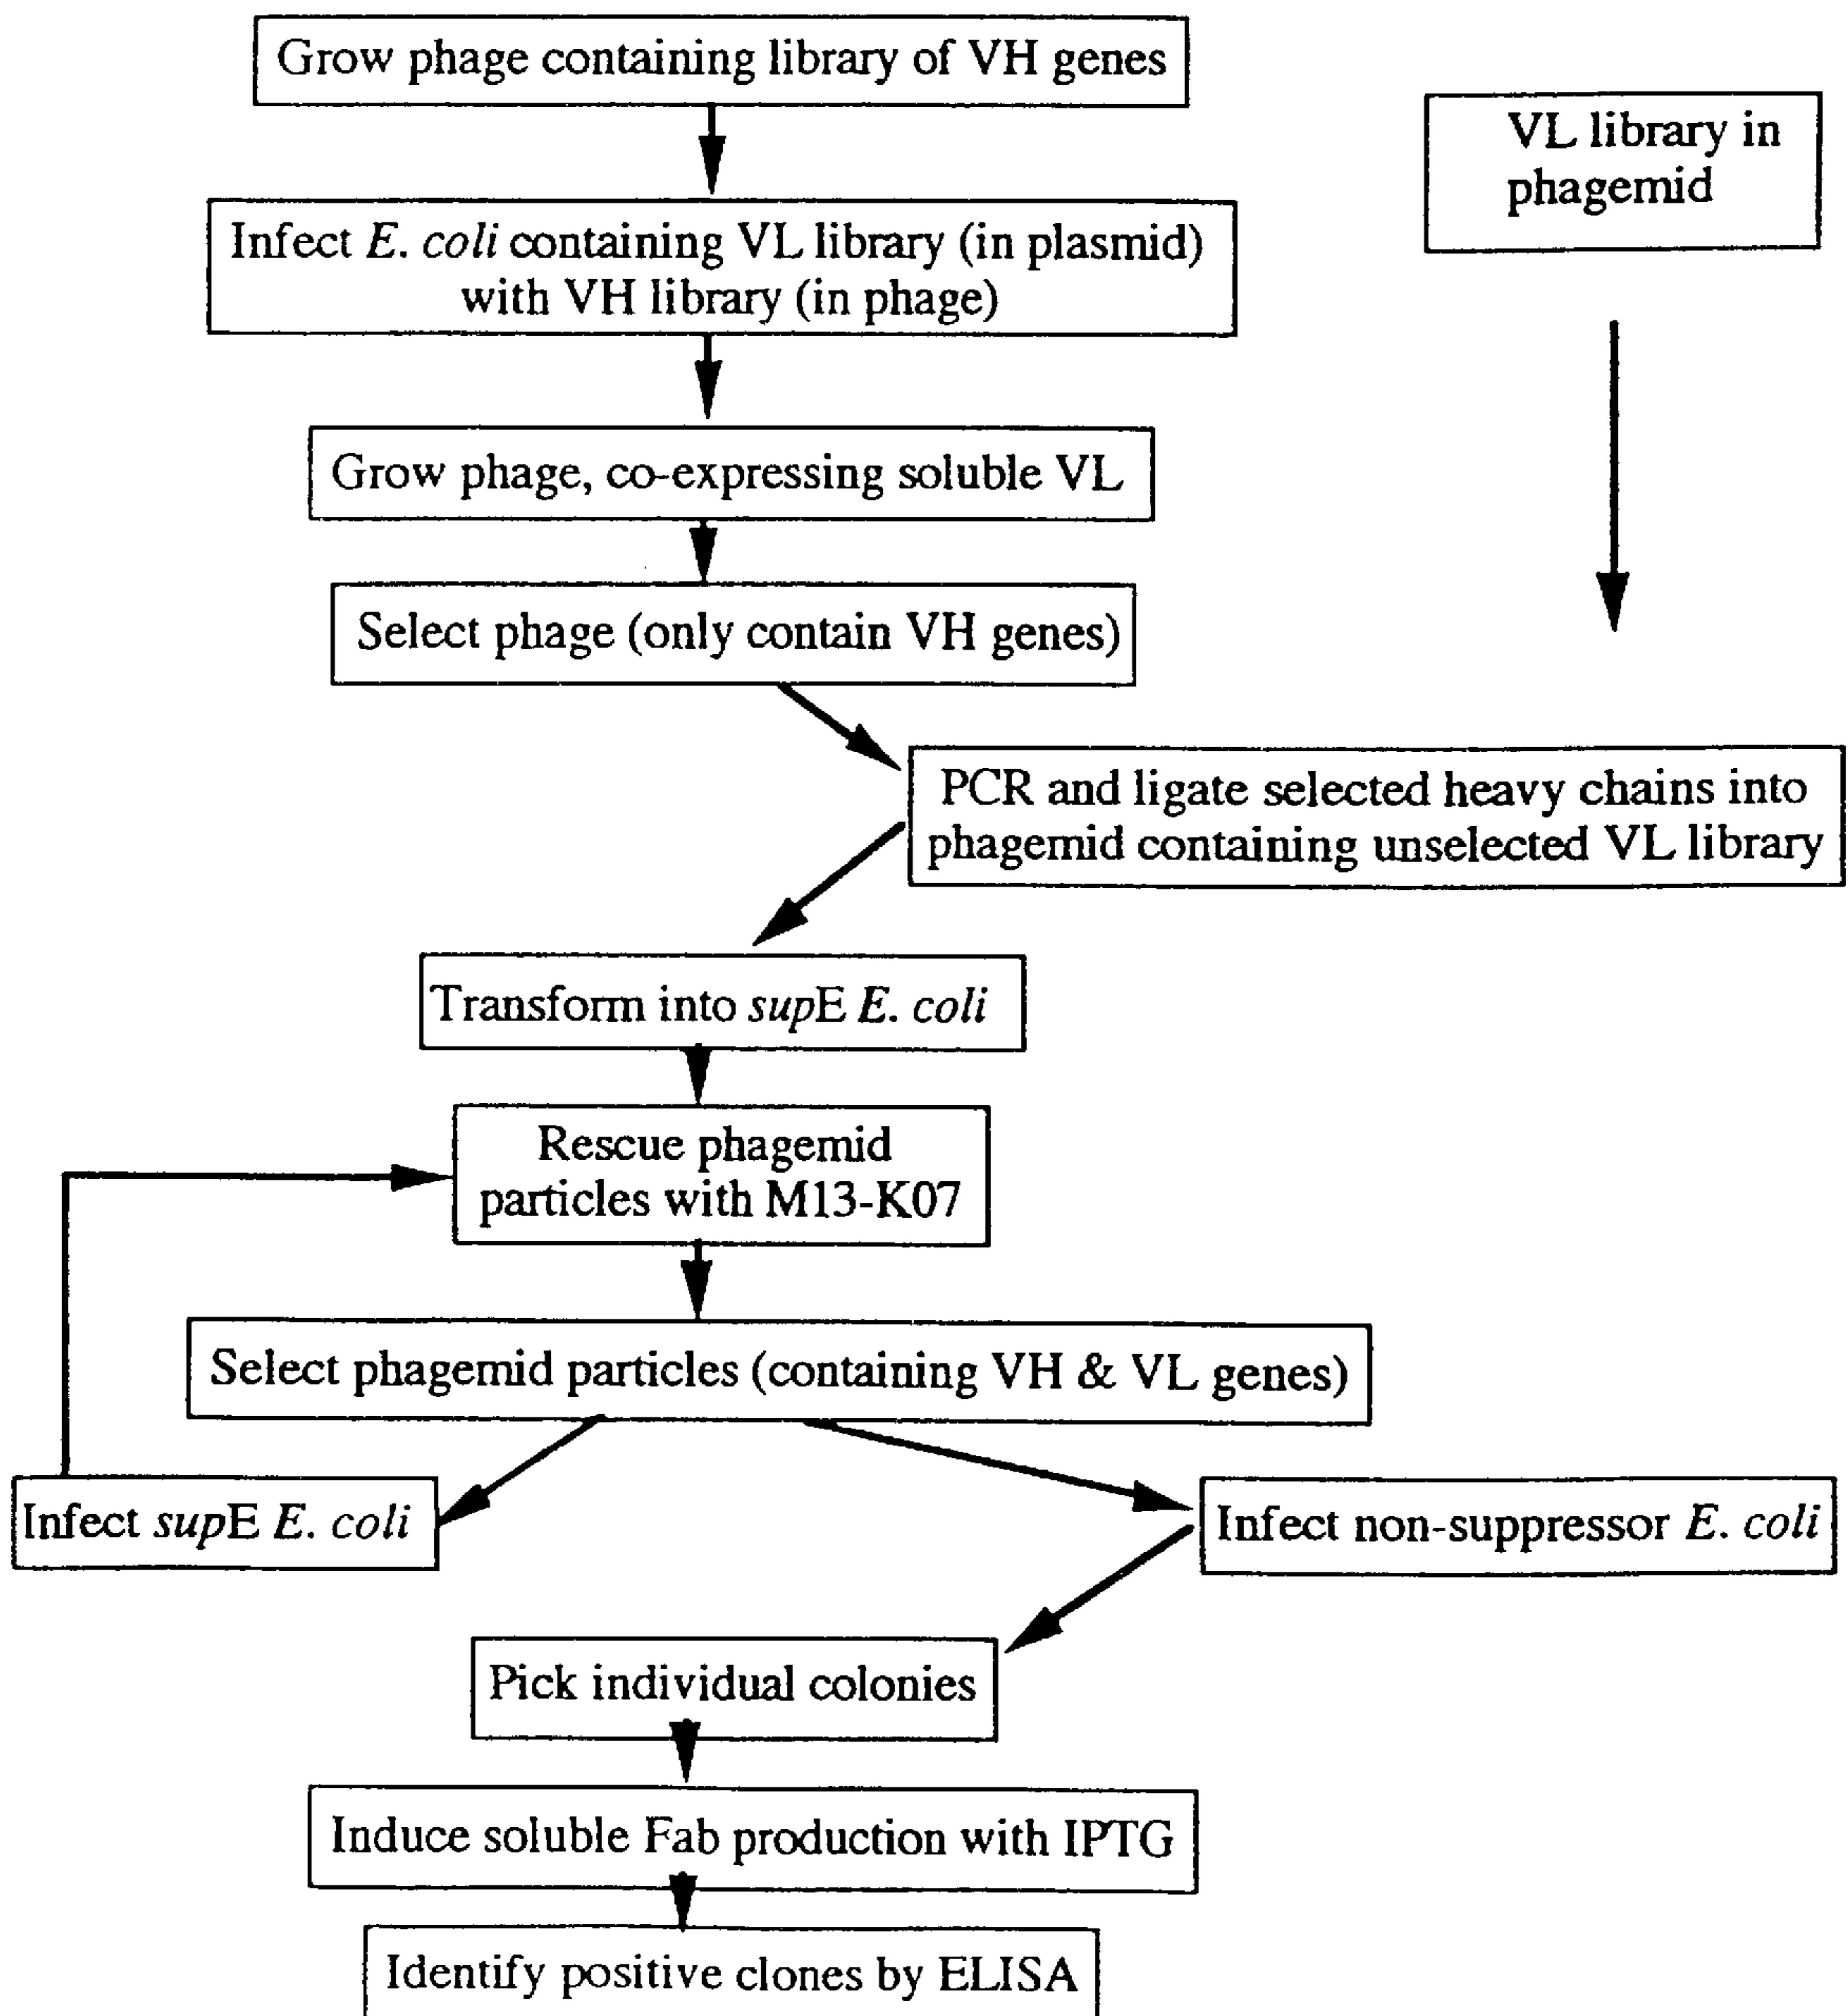 Grow phage containing library of VH genes
VL library in
phagemid
Infect E. coli containing VL library (in plasmid)
with VH library (in phage)
Grow phage, co-expressing soluble VL
Select phage (only contain VH genes)
PCR and ligate selected heavy chains into
phagemid containing unselected VL library
Transform into supE E. coli
Rescue phagemid
particles with M13-K07
Select phagemid particles (containing VH & VL genes)
Infect supE E. coli
Infect non-suppressor E. coli
Pick individual colonies
Induce soluble Fab production with IPTG
Identify positive clones by ELISA